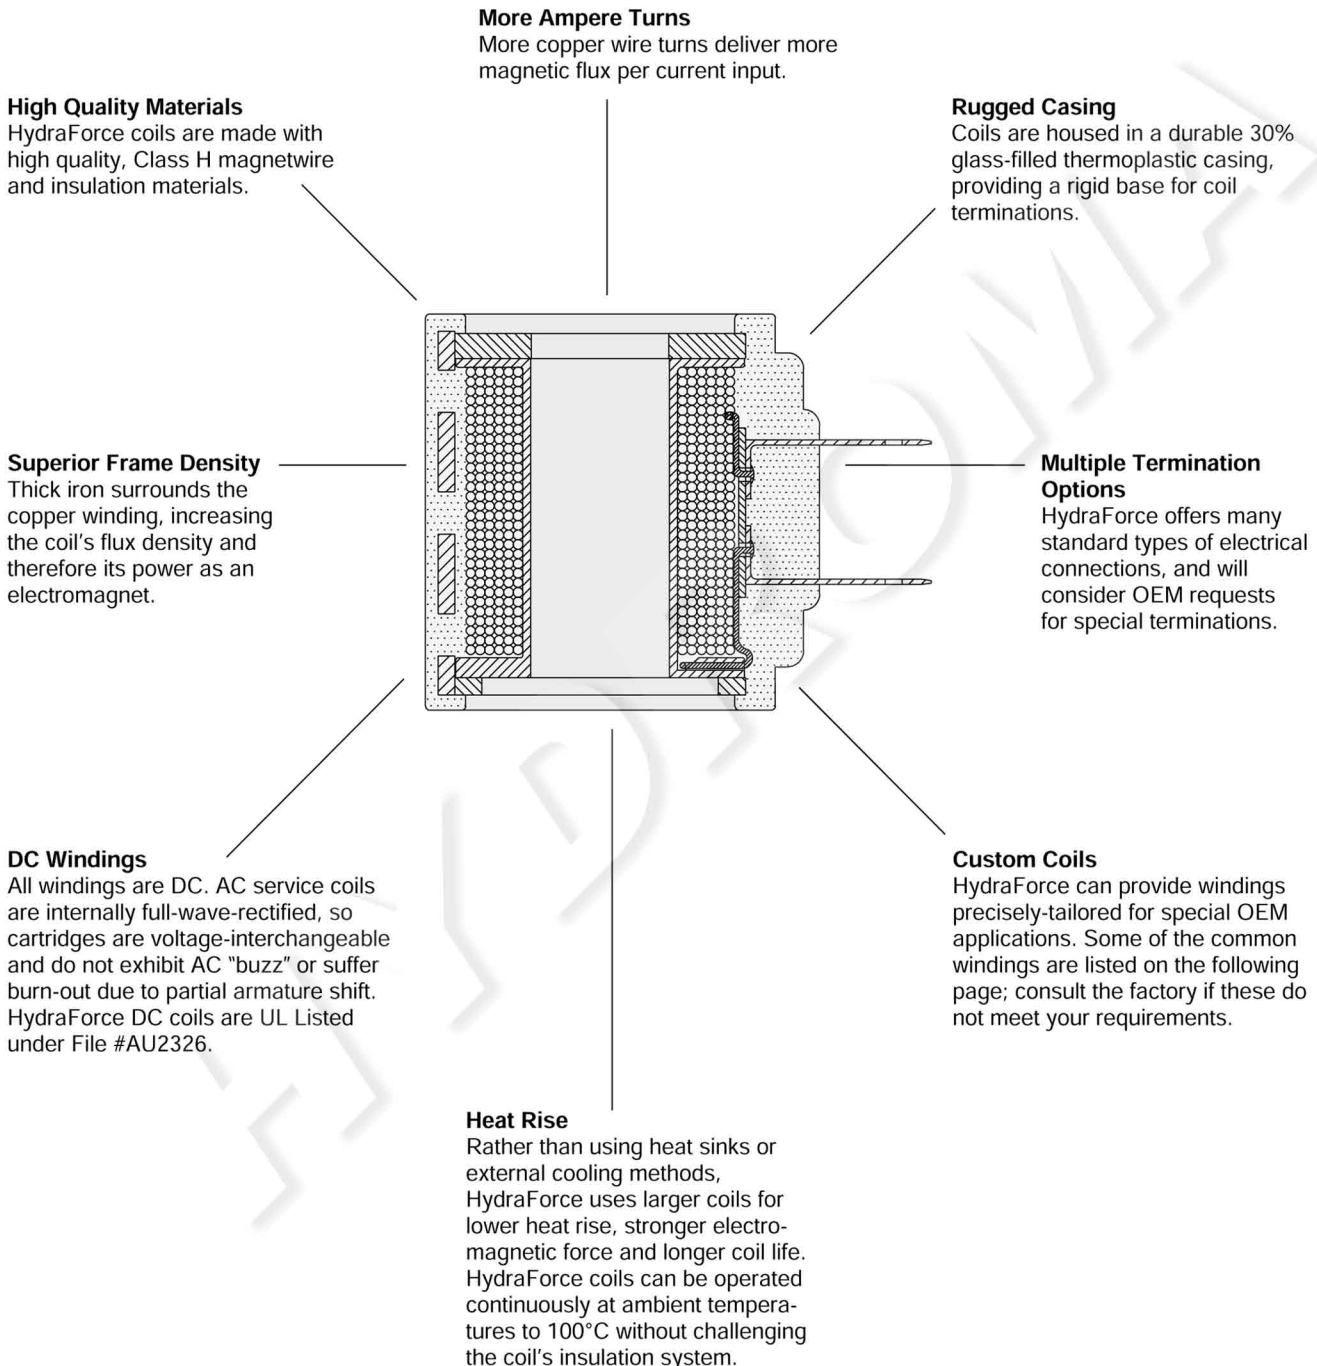 More Ampere Turns
More copper wire turns deliver more
magnetic flux per current input.
High Quality Materials
HydraForce coils are made with
high quality, Class H magnetwire
and insulation materials.
Rugged Casing
Coils are housed in a durable 30%
glass-filled thermoplastic casing,
providing a rigid base for coil
terminations.
Superior Frame Density
Thick iron surrounds the
copper winding, increasing
the coil's flux density and
therefore its power as an
electromagnet.
Multiple Termination
Options
HydraForce offers many
standard types of electrical
connections, and will
consider OEM requests
for special terminations.
DC Windings
All windings are DC. AC service coils
are internally full-wave-rectified, so
cartridges are voltage-interchangeable
and do not exhibit AC “buzz” or suffer
burn-out due to partial armature shift.
HydraForce DC coils are UL Listed
under File #AU2326.
Custom Coils
HydraForce can provide windings
precisely-tailored for special OEM
applications. Some of the common
windings are listed on the following
page; consult the factory if these do
not meet your requirements.
Heat Rise
Rather than using heat sinks or
external cooling methods,
HydraForce uses larger coils for
lower heat rise, stronger electro-
magnetic force and longer coil life.
HydraForce coils can be operated
continuously at ambient tempera-
tures to 100°C without challenging
the coil's insulation system.
HYDROMA